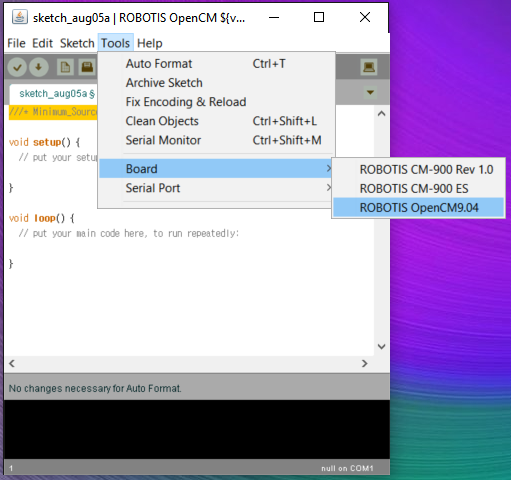 sketch_aug05a | ROBOTIS OpenCM ${v...
File Edit Sketch Tools Help
Auto Format Ctrl+T
Archive Sketch
Fix Encoding & Reload
Clean Objects Ctrl+Shift+L
Serial Monitor Ctrl+Shift+M
Board
Serial Port
ROBOTIS CM-900 Rev 1.0
ROBOTIS CM-900 ES
ROBOTIS OpenCM9.04
sketch_aug05a §
///* Minimum_Source
void setup() {
// put your setup
}
void loop() {
// put your main code here, to run repeatedly:
}
No changes necessary for Auto Format.
1 null on COM1